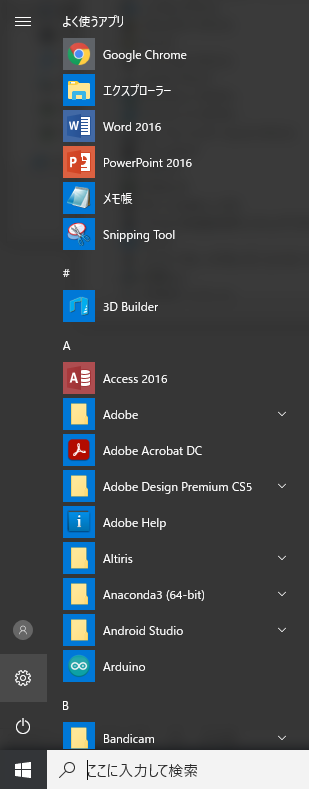 よく使うアプリ
Google Chrome
エクスプローラー
Word 2016
PowerPoint 2016
メモ帳
Snipping Tool
#
3D Builder
A
Access 2016
Adobe
Adobe Acrobat DC
Adobe Design Premium CS5
Adobe Help
Altiris
Anaconda3 (64-bit)
Android Studio
Arduino
B
Bandicam
ここに入力して検索